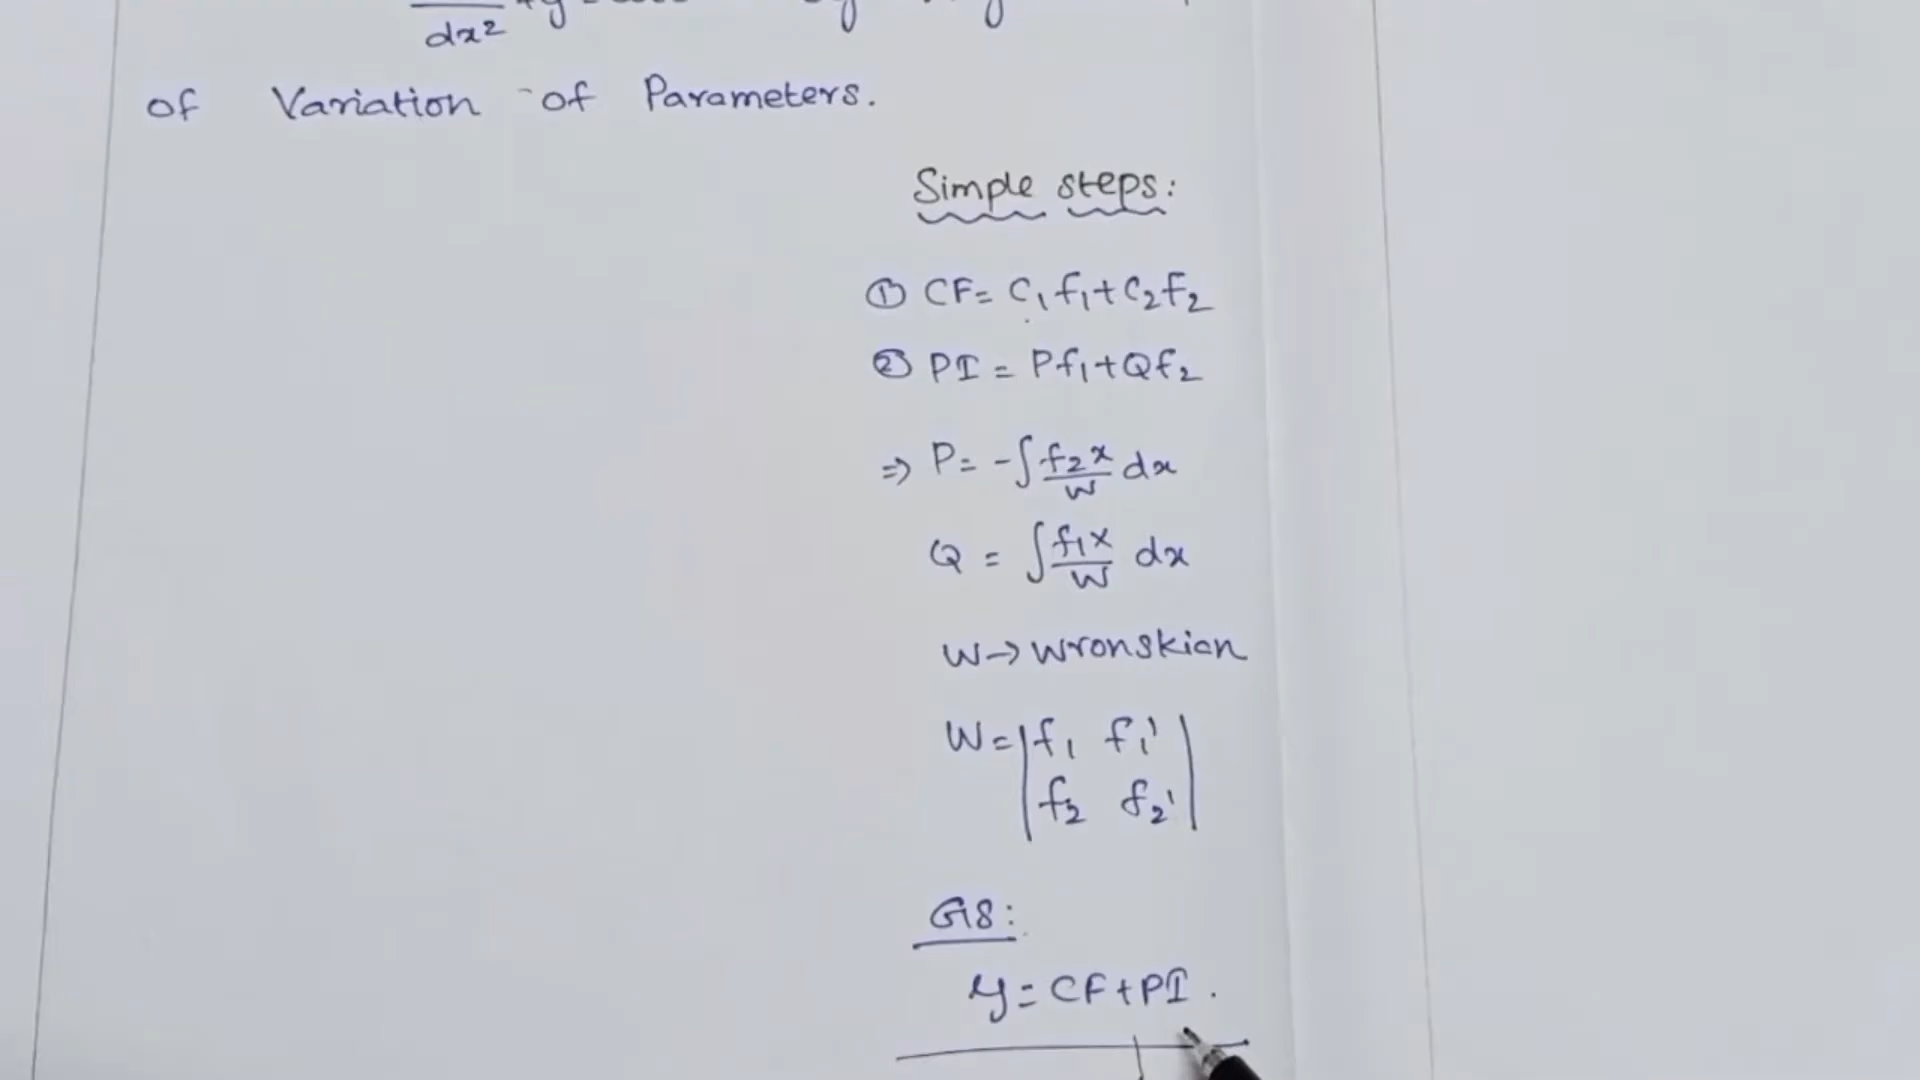 dx²
of Variation of Parameters.
Simple steps:
① CF= C₁f₁+C₂f₂
② PI = Pf₁+Qf₂
⇒ P= -∫ f₂x/W dx
Q = ∫ f₁x/W dx
W→ Wronskian
W= |f₁ f₁'|
|f₂ f₂'|
GS:
y= CF+PI.